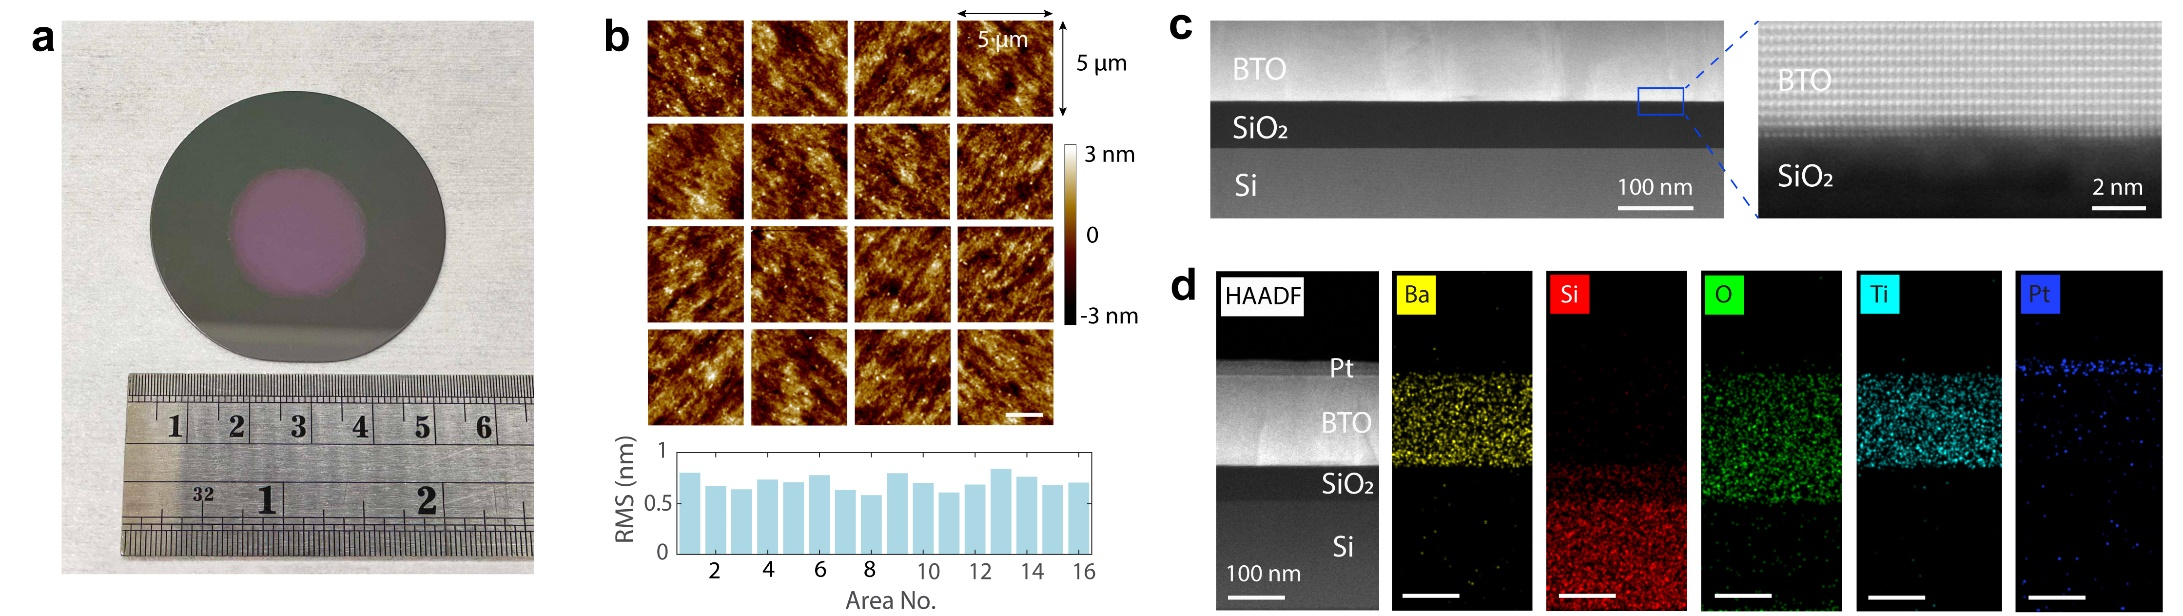 a
1 2 3 4 5 6
32 1 2
b
5 µm
5 µm
3 nm
0
-3 nm
RMS (nm)
1
0.5
0
2 4 6 8 10 12 14 16
Area No.
c
BTO
SiO₂
Si
100 nm
BTO
SiO₂
2 nm
d
HAADF
Pt
BTO
SiO₂
Si
100 nm
Ba
Si
O
Ti
Pt